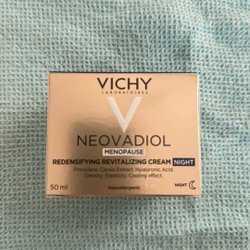 VICHY
LABORATOIRES
NEOVADIOL
MENOPAUSE
REDENSIFYING REVITALIZING CREAM NIGHT
Proxylane, Cassia Extract, Hyaluronic Acid
Density, Elasticity, Cooling effect
50 ml
Hypoallergenic
NIGHT